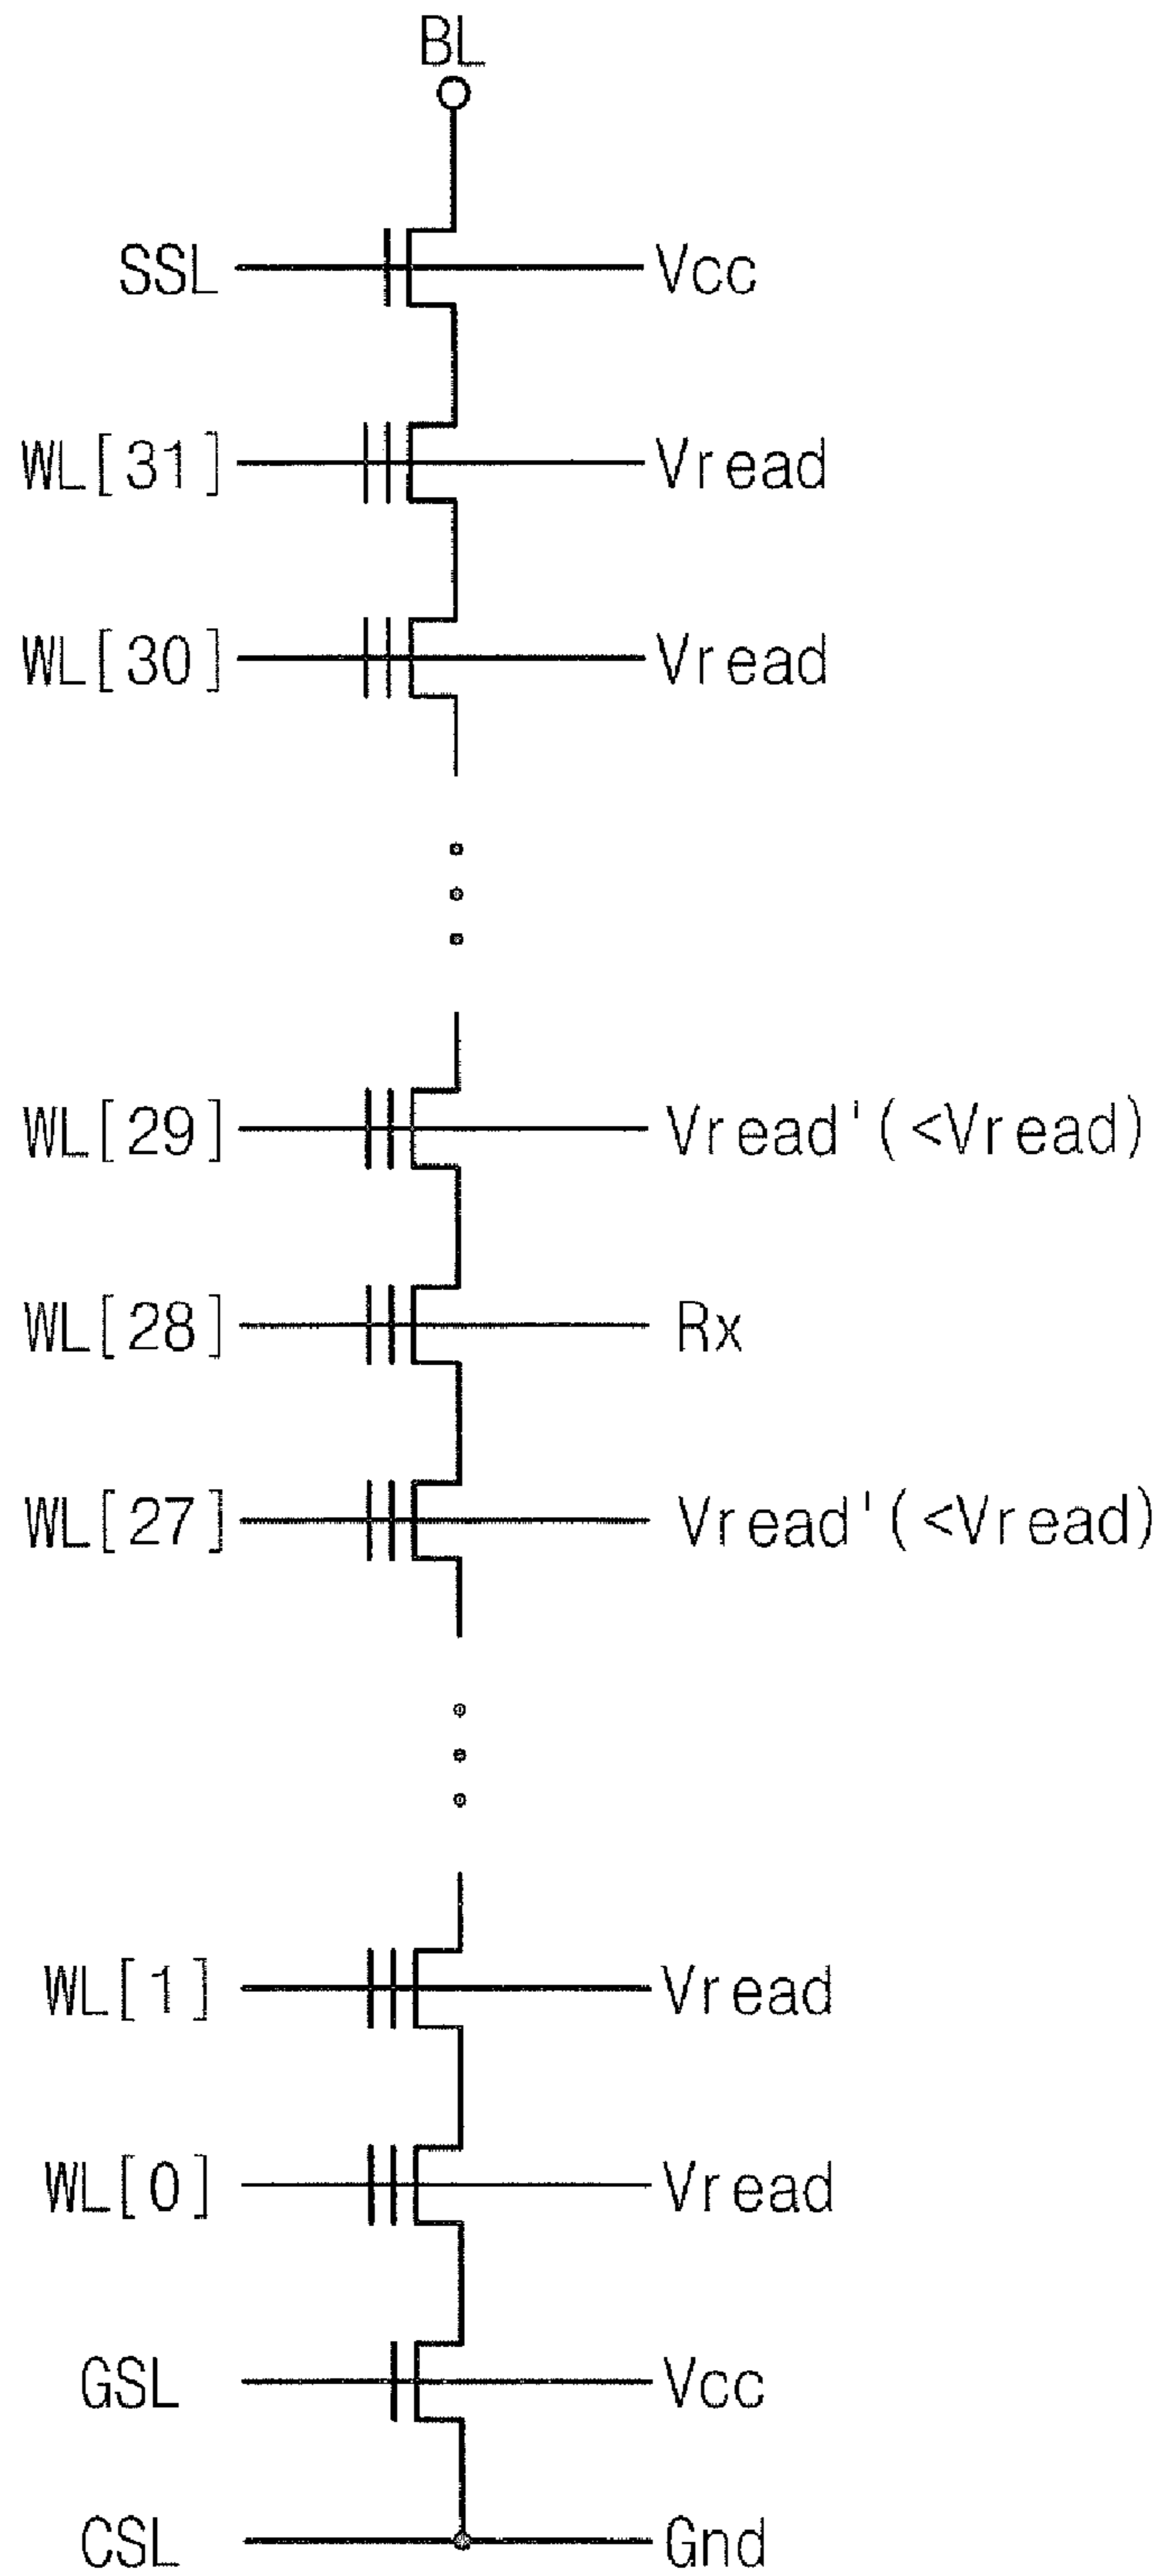 BL
SSL Vcc
WL[31] Vread
WL[30] Vread
WL[29] Vread'(<Vread)
WL[28] Rx
WL[27] Vread'(<Vread)
WL[1] Vread
WL[0] Vread
GSL Vcc
CSL Gnd